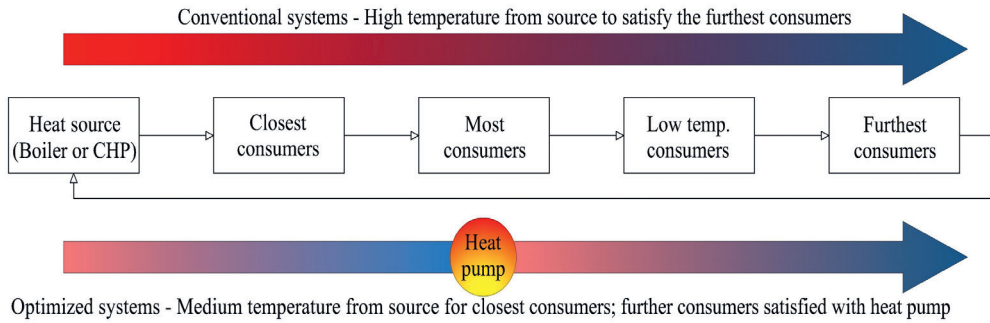 Conventional systems - High temperature from source to satisfy the furthest consumers
Heat source
(Boiler or CHP)
Closest
consumers
Most
consumers
Low temp.
consumers
Furthest
consumers
Heat
pump
Optimized systems - Medium temperature from source for closest consumers; further consumers satisfied with heat pump